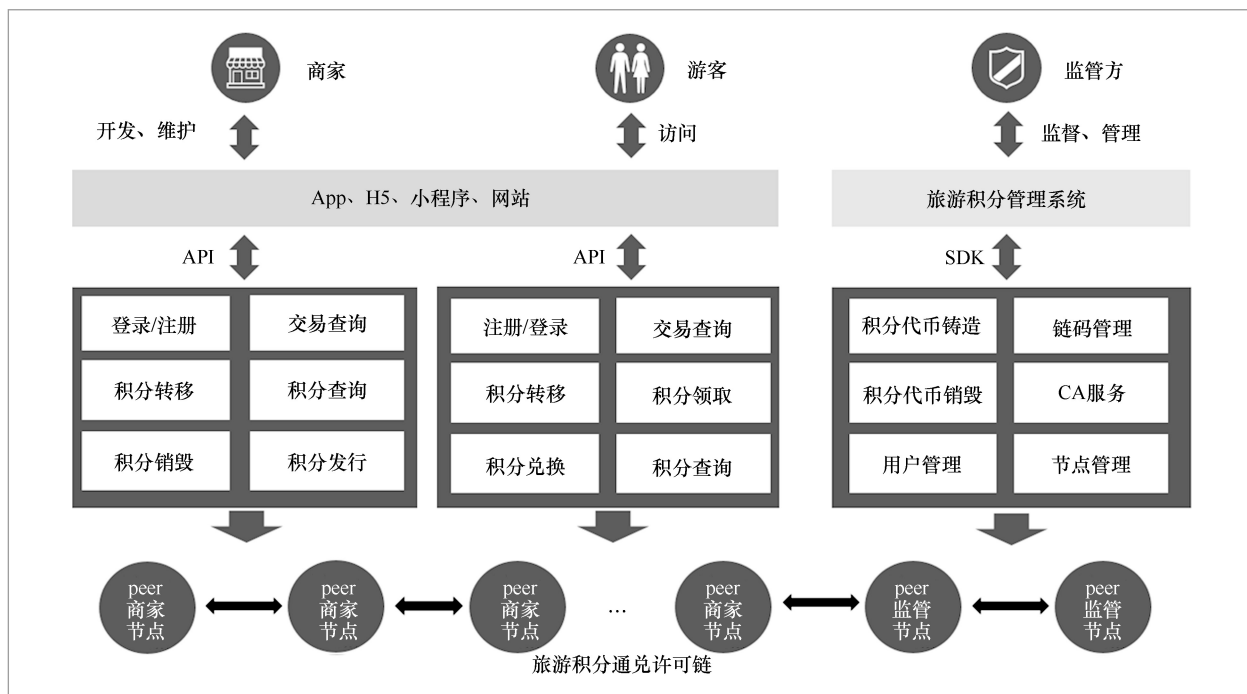 商家
游客
监管方
开发、维护
访问
监督、管理
App、H5、小程序、网站
旅游积分管理系统
API
API
SDK
登录/注册
交易查询
积分转移
积分查询
积分销毁
积分发行
注册/登录
交易查询
积分转移
积分领取
积分兑换
积分查询
积分代币铸造
链码管理
积分代币销毁
CA服务
用户管理
节点管理
peer
商家
节点
peer
商家
节点
peer
商家
节点
...
peer
商家
节点
peer
监管
节点
peer
监管
节点
旅游积分通兑许可链